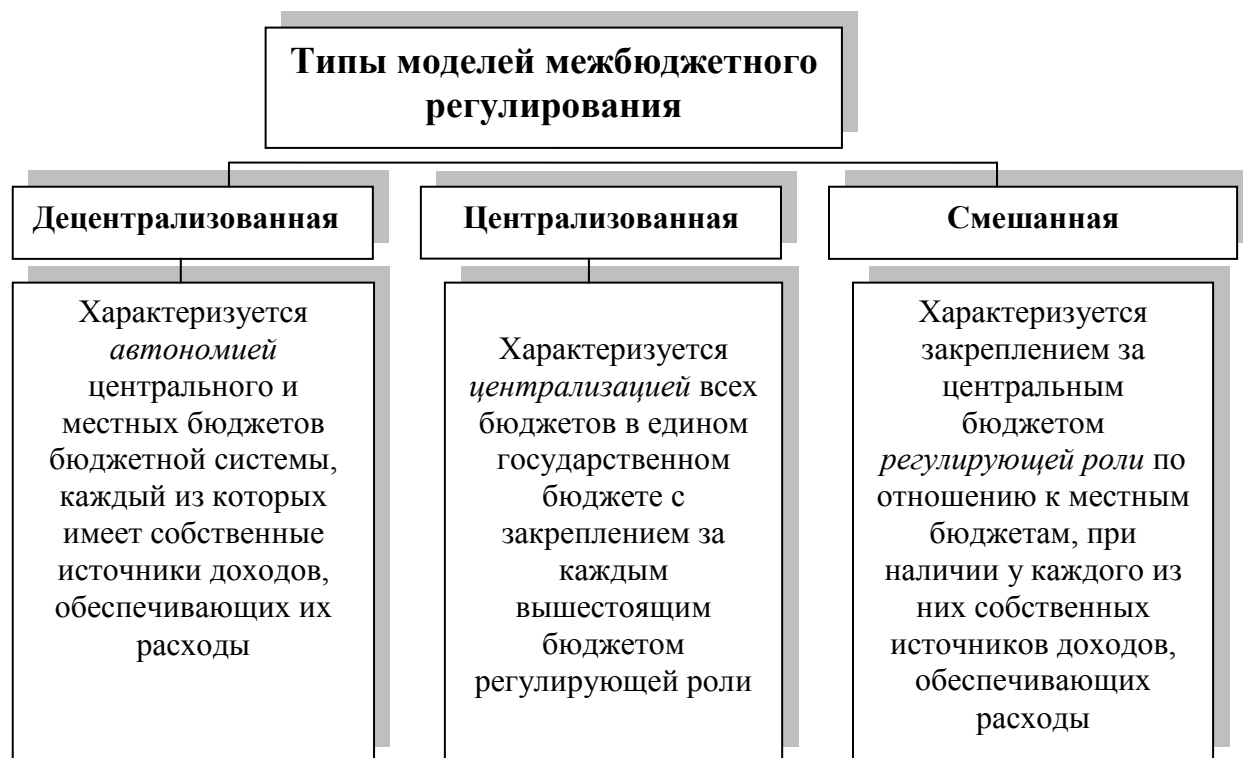 Типы моделей межбюджетного
регулирования
Децентрализованная
Централизованная
Смешанная
Характеризуется
автономией
центрального и
местных бюджетов
бюджетной системы,
каждый из которых
имеет собственные
источники доходов,
обеспечивающих их
расходы
Характеризуется
централизацией всех
бюджетов в едином
государственном
бюджете с
закреплением за
каждым
вышестоящим
бюджетом
регулирующей роли
Характеризуется
закреплением за
центральным
бюджетом
регулирующей роли по
отношению к местным
бюджетам, при
наличии у каждого из
них собственных
источников доходов,
обеспечивающих
расходы